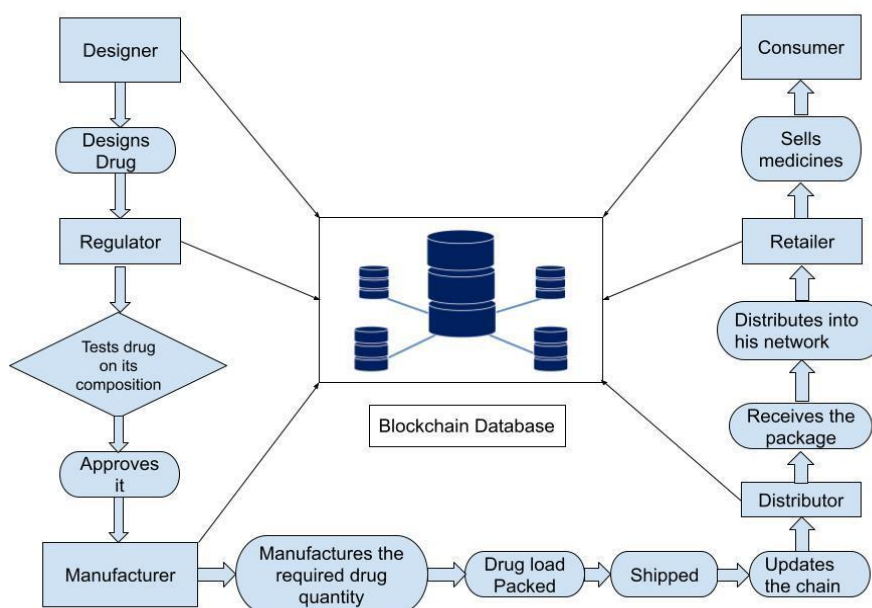 Designer
Designs
Drug
Regulator
Tests drug
on its
composition
Approves
it
Manufacturer
Manufactures the
required drug
quantity
Drug load
Packed
Shipped
Updates
the chain
Distributor
Receives the
package
Distributes into
his network
Retailer
Sells
medicines
Consumer
Blockchain Database